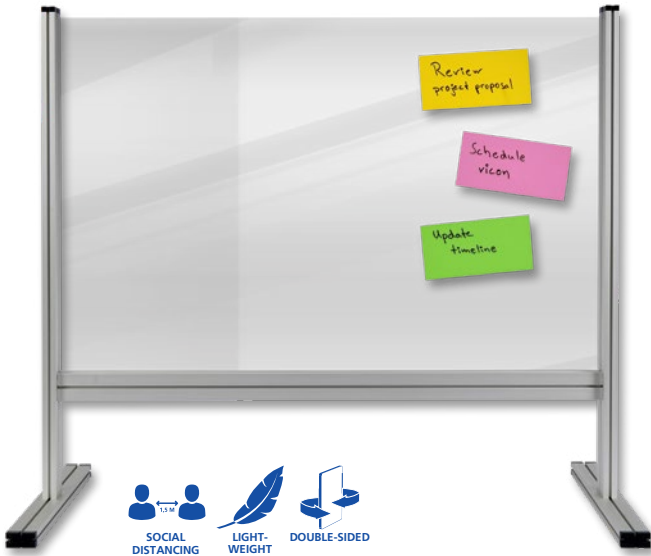 Review
project proposal
Schedule
vicon
Update
timeline
1,5 M
SOCIAL
DISTANCING
LIGHT-
WEIGHT
DOUBLE-SIDED